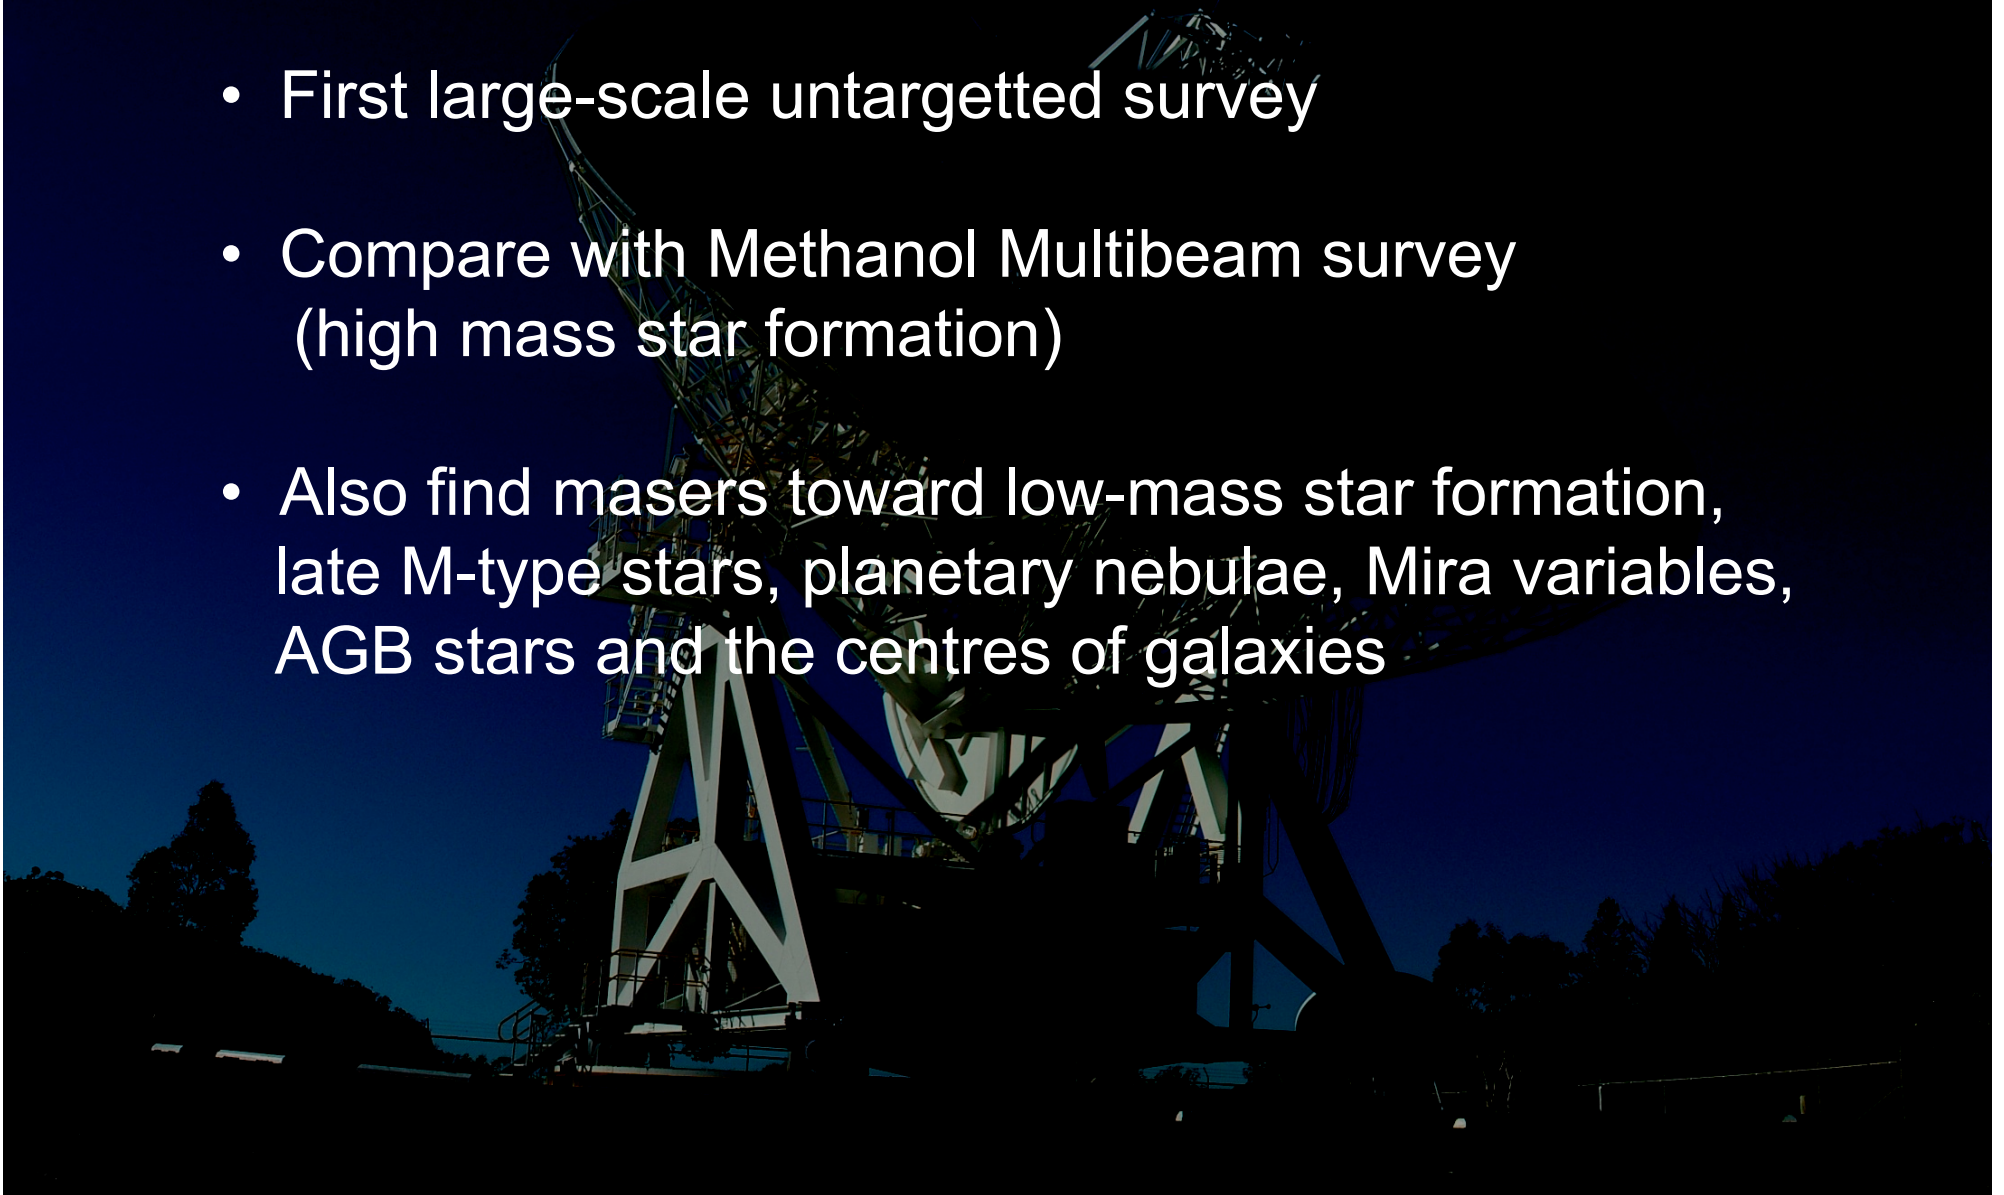 • First large-scale untargetted survey
• Compare with Methanol Multibeam survey
(high mass star formation)
• Also find masers toward low-mass star formation,
late M-type stars, planetary nebulae, Mira variables,
AGB stars and the centres of galaxies